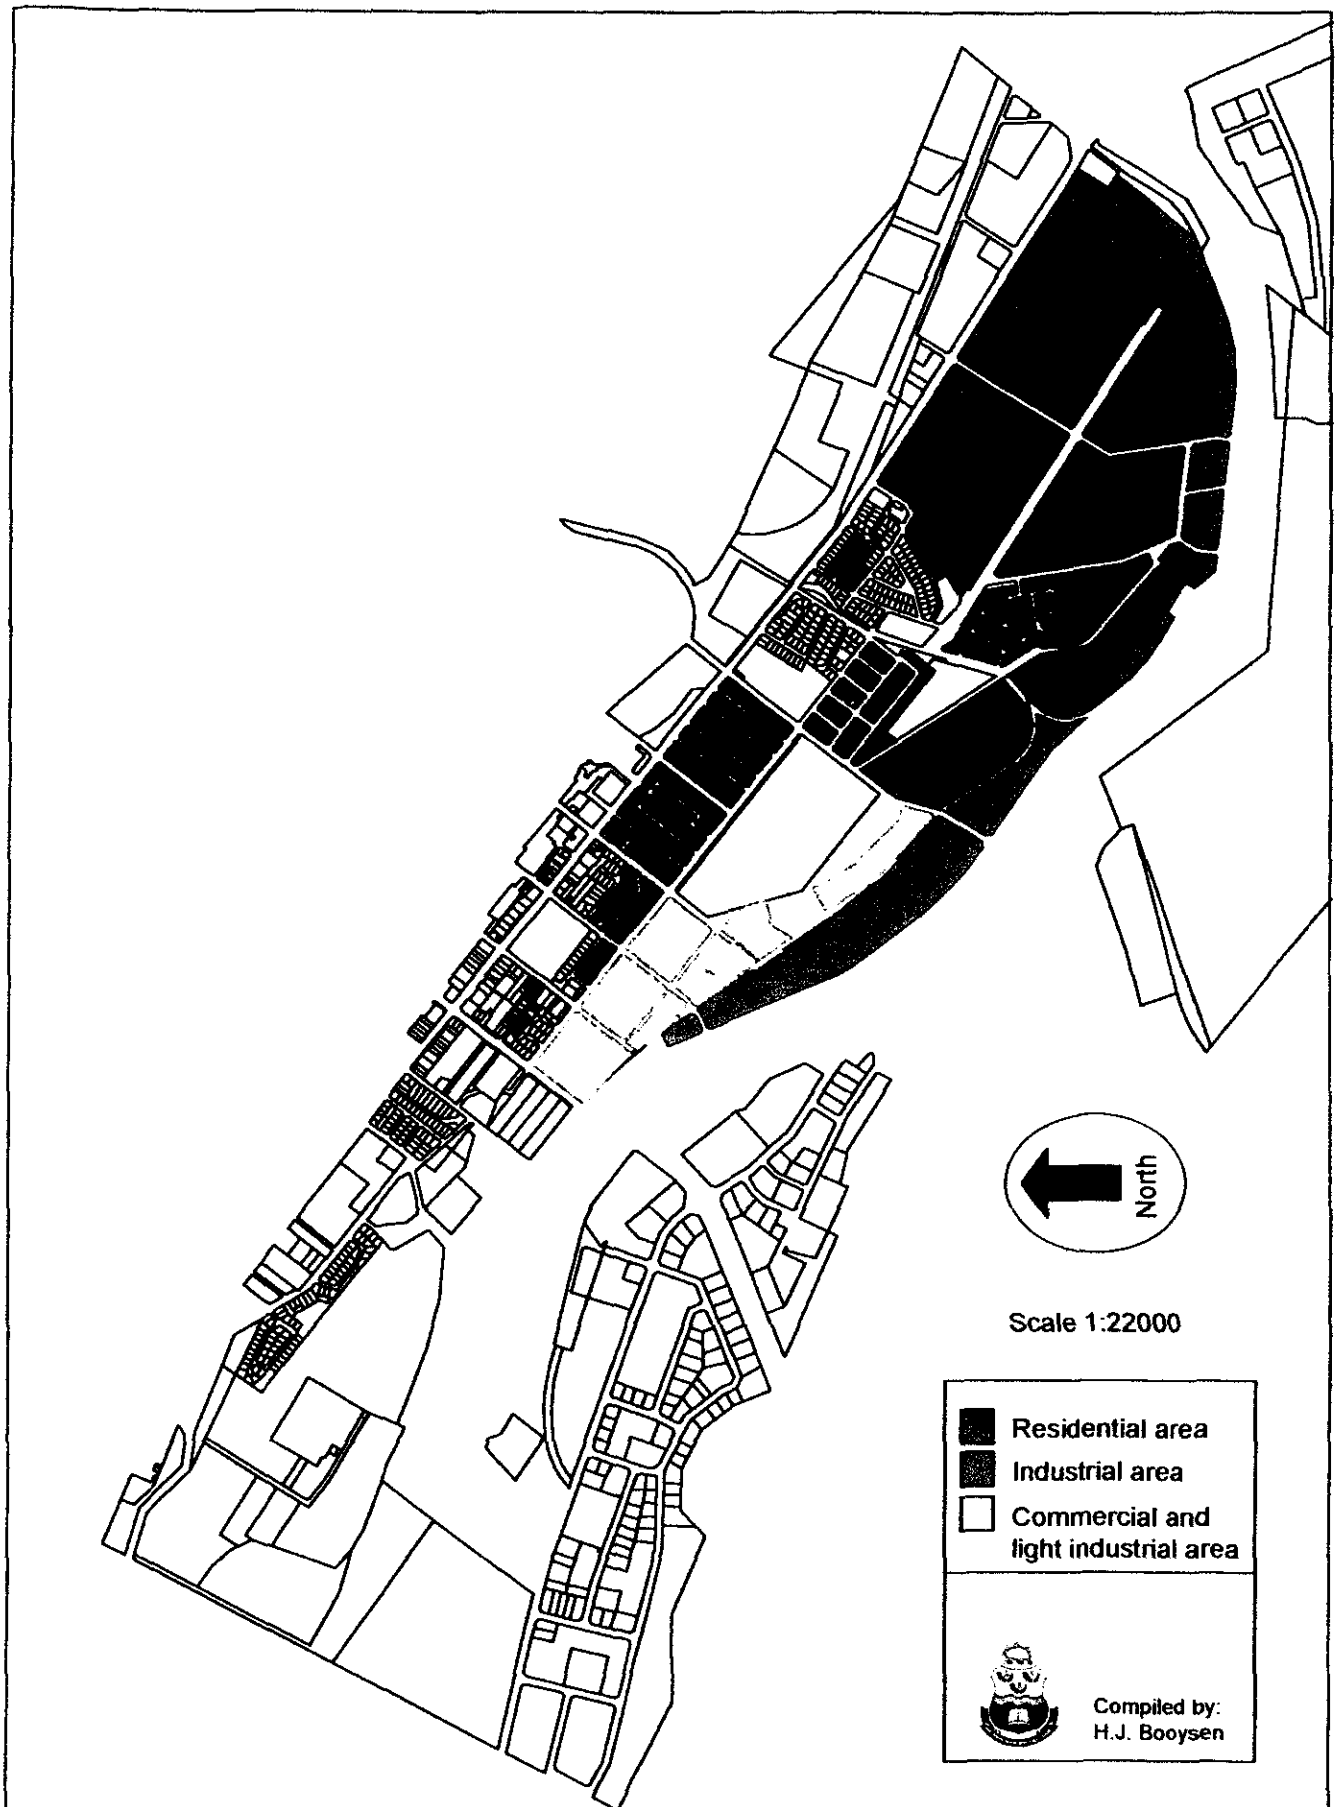 North
Scale 1:22000
Residential area
Industrial area
Commercial and
light industrial area
Compiled by:
H.J. Booysen